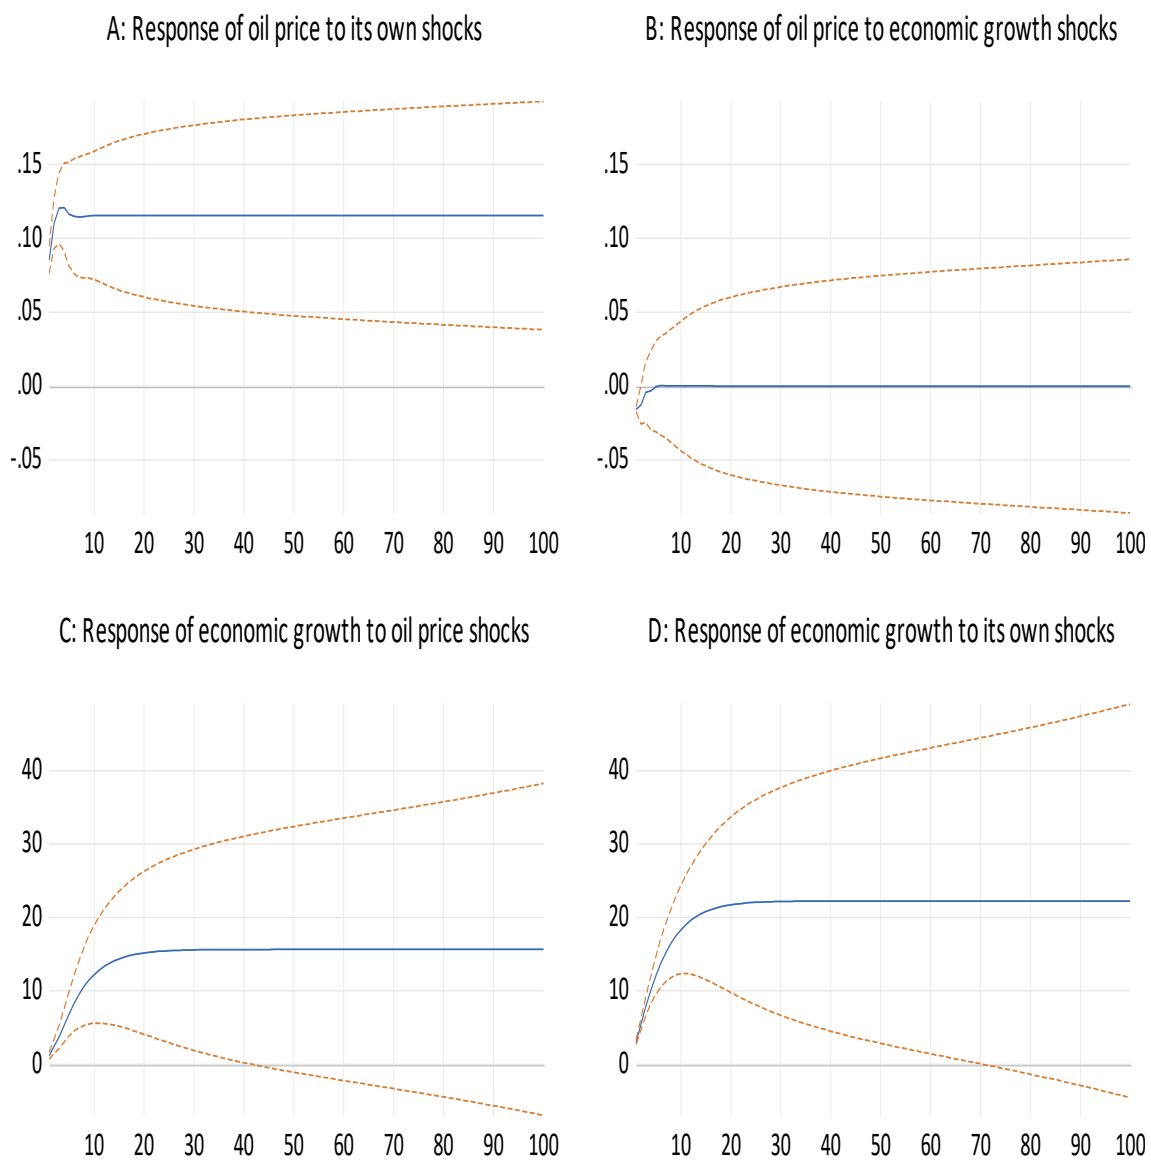 A: Response of oil price to its own shocks
.15
.10
.05
.00
-.05
10 20 30 40 50 60 70 80 90 100
B: Response of oil price to economic growth shocks
.15
.10
.05
.00
-.05
10 20 30 40 50 60 70 80 90 100
C: Response of economic growth to oil price shocks
40
30
20
10
0
10 20 30 40 50 60 70 80 90 100
D: Response of economic growth to its own shocks
40
30
20
10
0
10 20 30 40 50 60 70 80 90 100